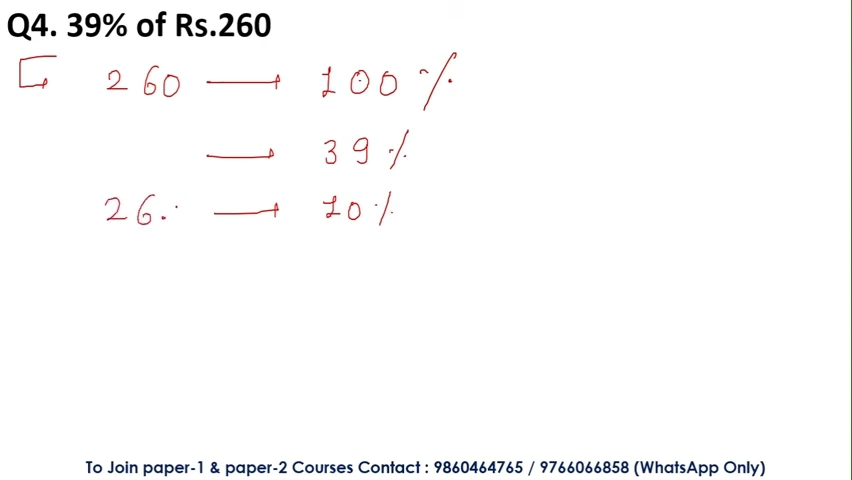 Q4. 39% of Rs.260
260 → 100%
→ 39%
26. → 10%
To Join paper-1 & paper-2 Courses Contact : 9860464765 / 9766066858 (WhatsApp Only)